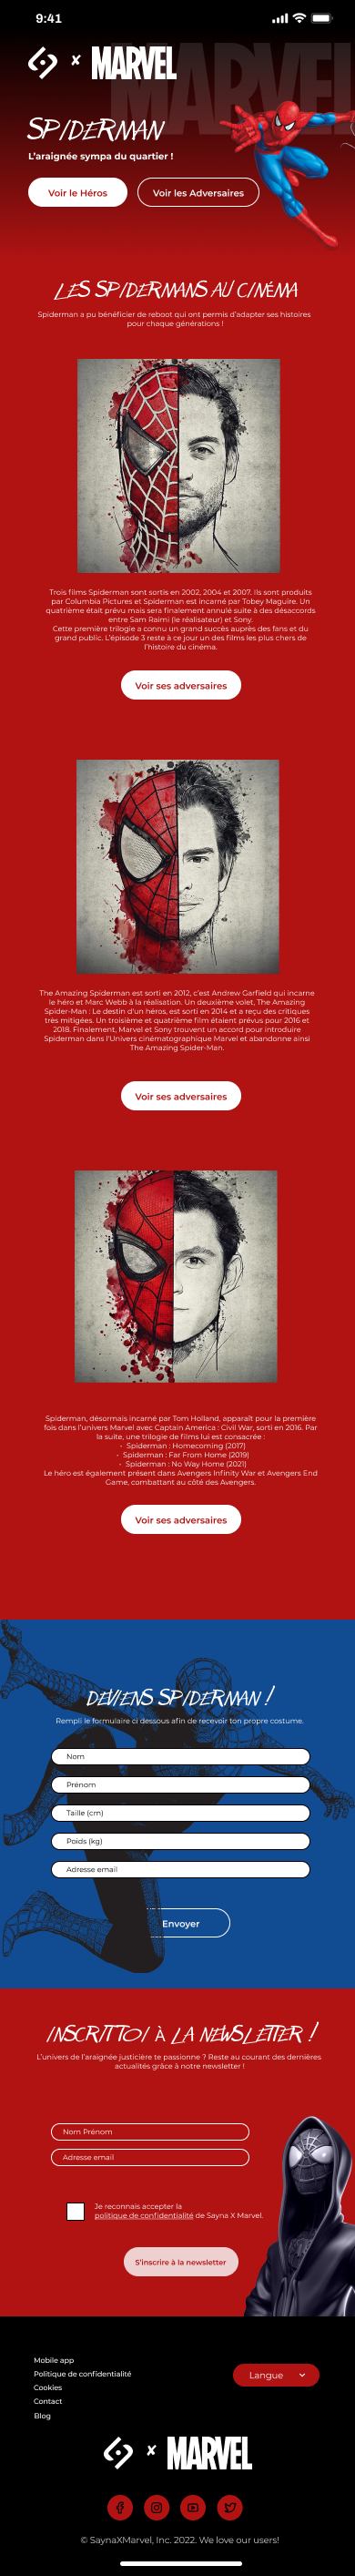 9:41
MARVEL
x MARVEL
SPIDERMAN
L'araignée sympa du quartier !
Voir le Héros
Voir les Adversaires
LES SPIDERMANS AU CINÉMA
Spiderman a pu bénéficier de reboot qui ont permis d'adapter ses histoires
pour chaque générations !
Trois films Spiderman sont sortis en 2002, 2004 et 2007. Ils sont produits
par Columbia Pictures et Spiderman est incarné par Tobey Maguire. Un
quatrième était prévu mais sera finalement annulé suite à des désaccords
entre Sam Raimi (le réalisateur) et Sony.
Cette première trilogie a connu un grand succès auprès des fans et du
grand public. L'épisode 3 reste à ce jour un des films les plus chers de
l'histoire du cinéma.
Voir ses adversaires
The Amazing Spiderman est sorti en 2012, c'est Andrew Garfield qui incarne
le héro et Marc Webb à la réalisation. Un deuxième volet, The Amazing
Spider-Man : Le destin d'un héros, est sorti en 2014 et a reçu des critiques
très mitigées. Un troisième et quatrième film étaient prévus pour 2016 et
2018. Finalement, Marvel et Sony trouvent un accord pour introduire
Spiderman dans l'Univers cinématographique Marvel et abandonne ainsi
The Amazing Spider-Man.
Voir ses adversaires
Spiderman, désormais incarné par Tom Holland, apparaît pour la première
fois dans l'univers Marvel avec Captain America : Civil War, sorti en 2016. Par
la suite, une trilogie de films lui est consacrée :
- Spiderman : Homecoming (2017)
- Spiderman : Far From Home (2019)
- Spiderman : No Way Home (2021)
Le héro est également présent dans Avengers Infinity War et Avengers End
Game, combattant au côté des Avengers.
Voir ses adversaires
DEVIENS SPIDERMAN !
Rempli le formulaire ci dessous afin de recevoir ton propre costume.
Nom
Prénom
Taille (cm)
Poids (kg)
Adresse email
Envoyer
INSCRITTOI À LA NEWSLETTER !
L'univers de l'araignée justicière te passionne ? Reste au courant des dernières
actualités grâce à notre newsletter !
Nom Prénom
Adresse email
Je reconnais accepter la
politique de confidentialité de Sayna X Marvel.
S'inscrire à la newsletter
Mobile app
Politique de confidentialité
Cookies
Contact
Blog
Langue
x MARVEL
© SaynaXMarvel, Inc. 2022. We love our users!